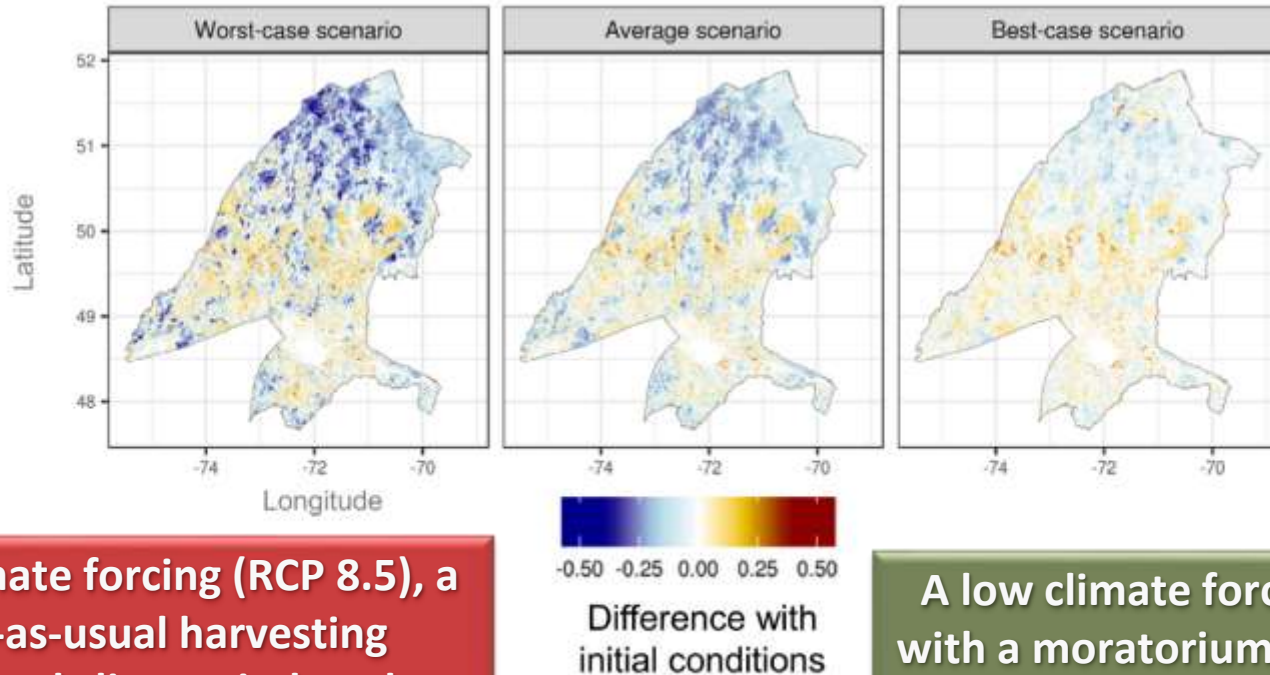 Worst-case scenario
Average scenario
Best-case scenario
52
51
50
49
48
Latitude
-74 -72 -70
-74 -72 -70
-74 -72 -70
Longitude
-0.50 -0.25 0.00 0.25 0.50
Difference with
initial conditions
forcing (RCP 8.5), a
-as-usual harvesting
A low climate
with a moratorium